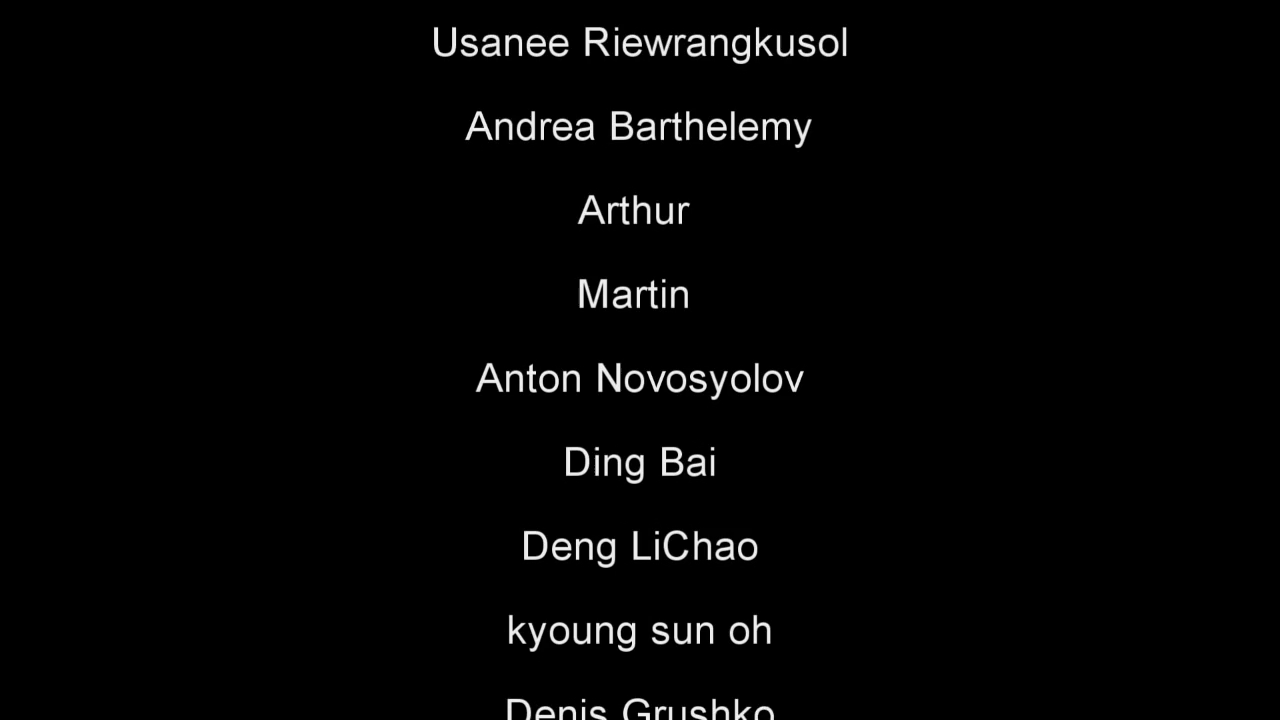 Usanee Riewrangkusol
Andrea Barthelemy
Arthur
Martin
Anton Novosyolov
Ding Bai
Deng LiChao
kyoung sun oh
Denis Grushko